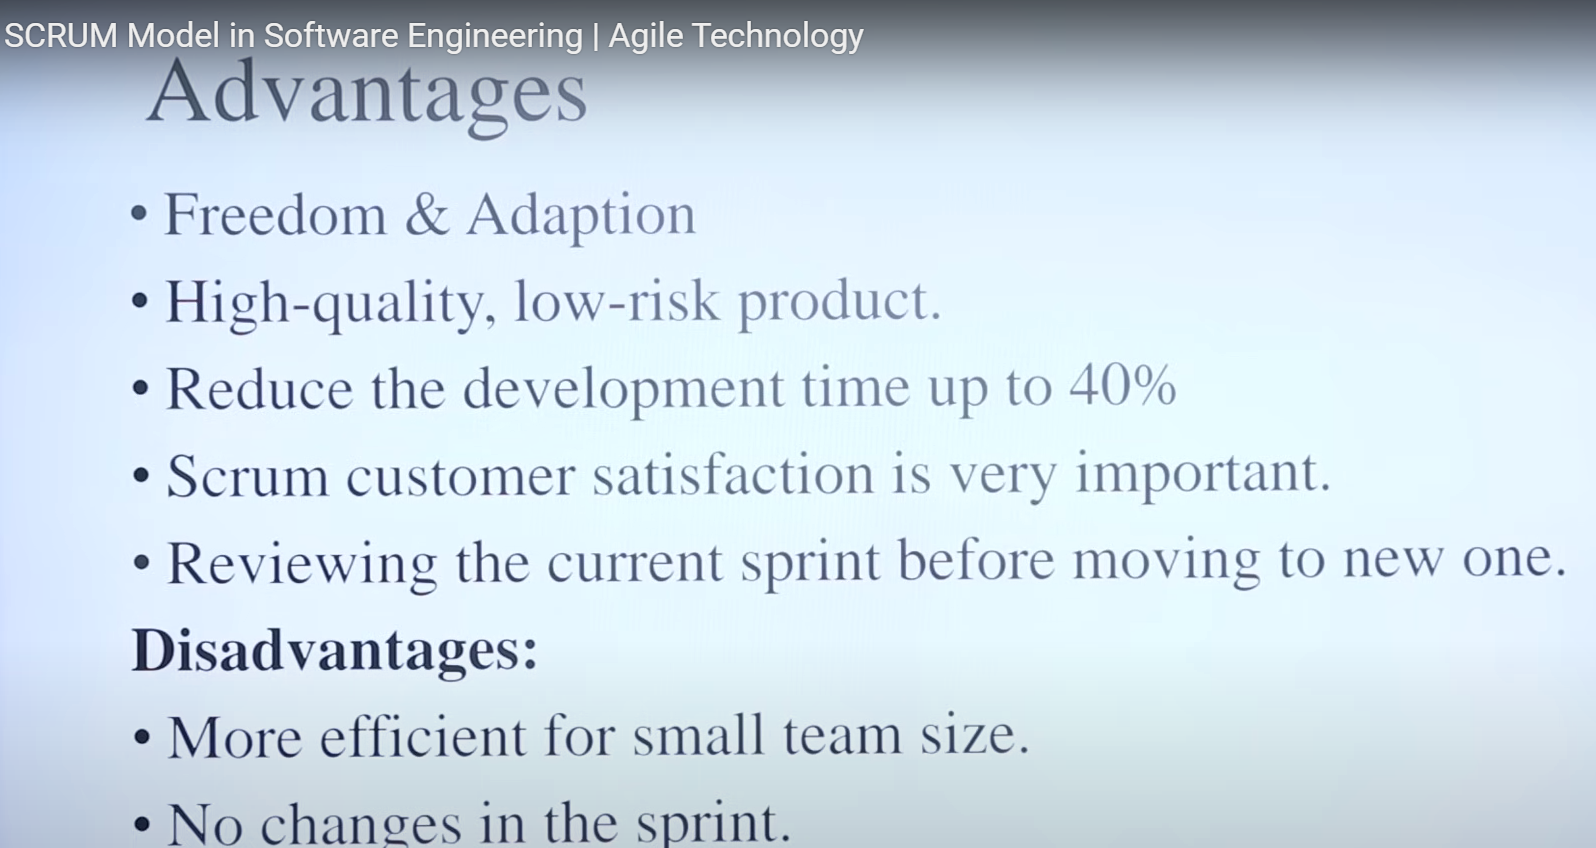 SCRUM Model in Software Engineering | Agile Technology
Advantages
• Freedom & Adaption
• High-quality, low-risk product.
• Reduce the development time up to 40%
• Scrum customer satisfaction is very important.
• Reviewing the current sprint before moving to new one.
Disadvantages:
• More efficient for small team size.
• No changes in the sprint.